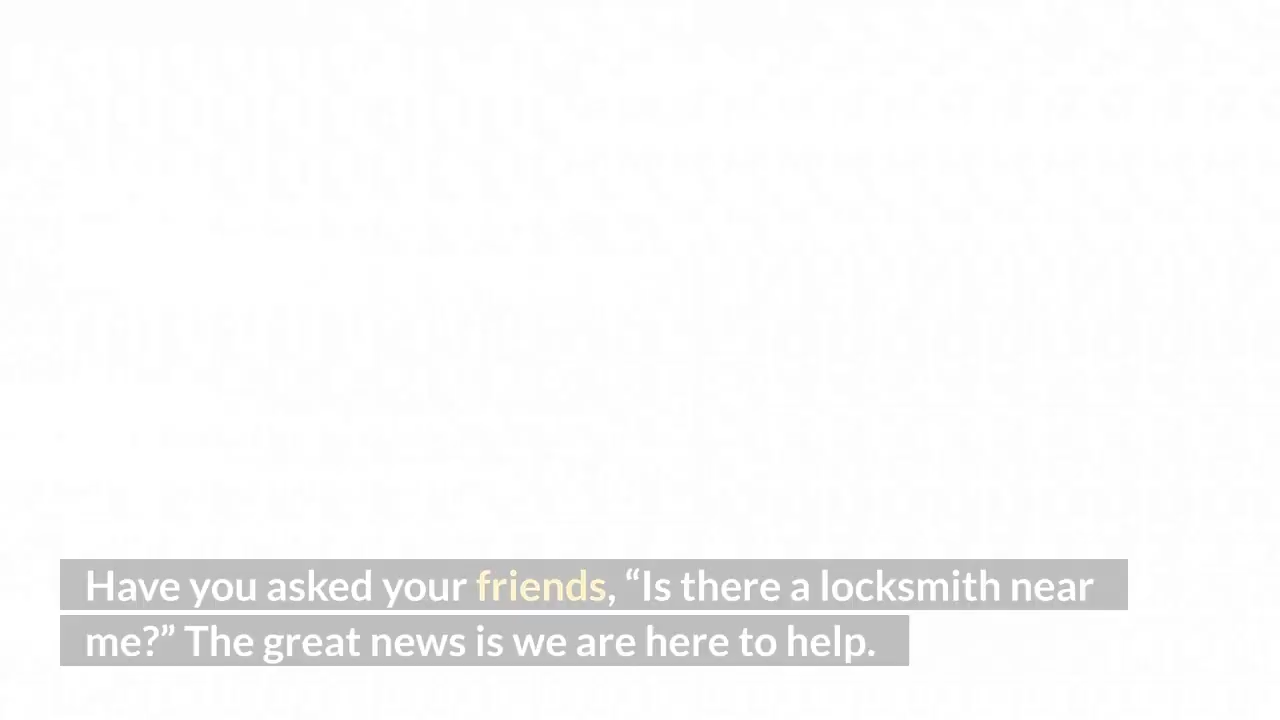 Have you asked your friends, “Is there a locksmith near
me?” The great news is we are here to help.